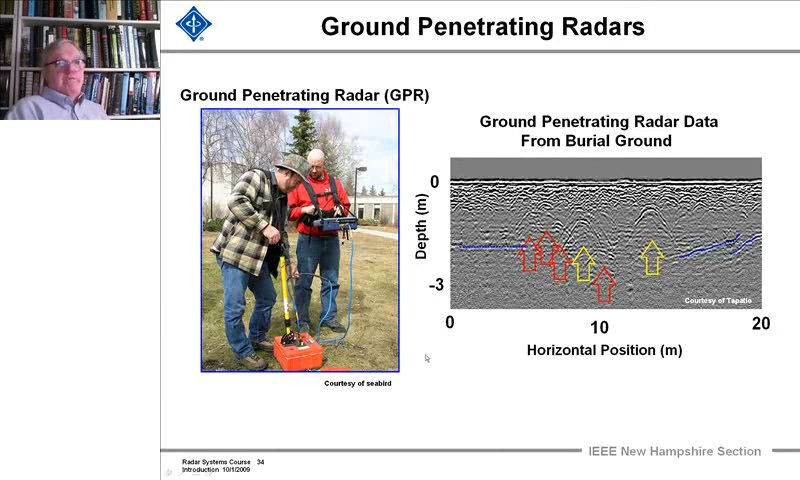 Ground Penetrating Radars
Ground Penetrating Radar (GPR)
Courtesy of seabird
Ground Penetrating Radar Data
From Burial Ground
0
Depth (m)
-3
Courtesy of Tapatio
0
10
20
Horizontal Position (m)
IEEE New Hampshire Section
Radar Systems Course 34
Introduction 10/1/2009